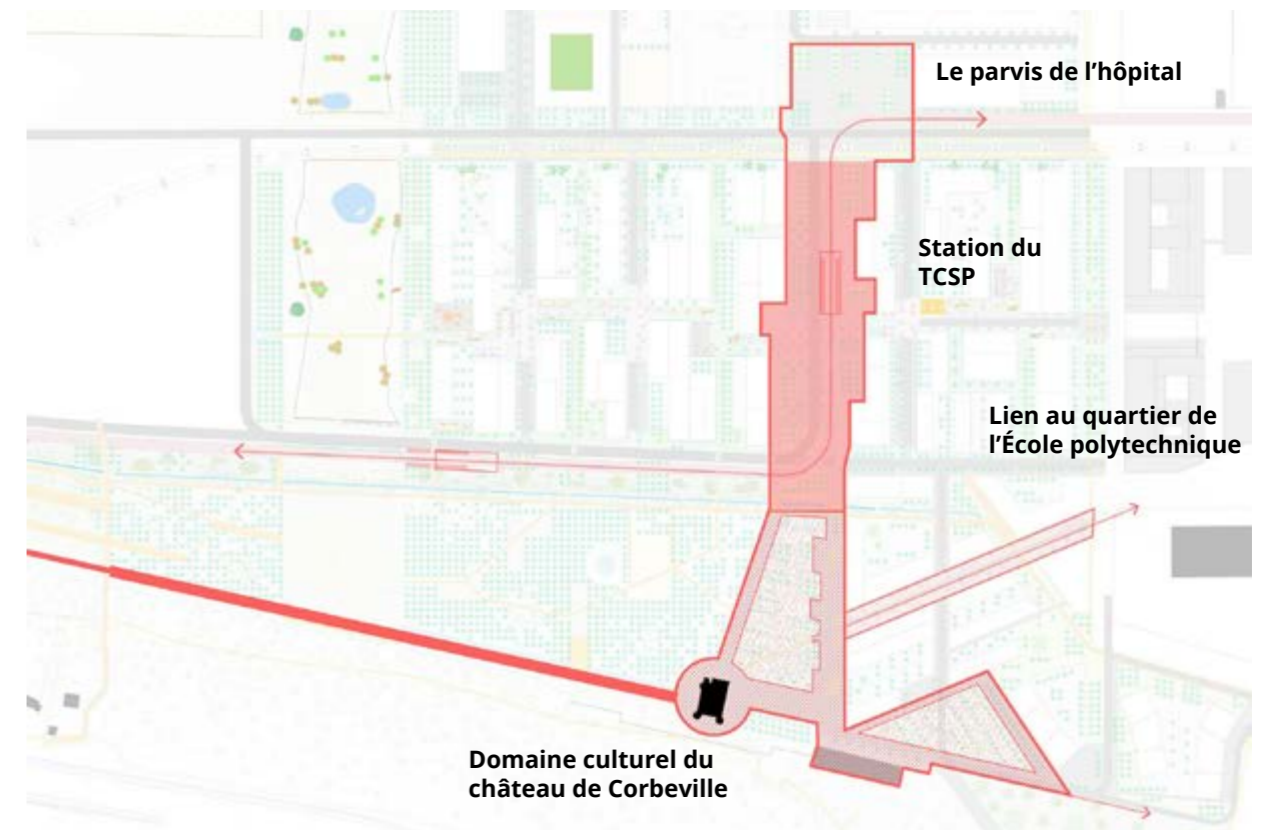 Le parvis de l’hôpital
Station du
TCSP
Lien au quartier de
l’École polytechnique
Domaine culturel du
château de Corbeville